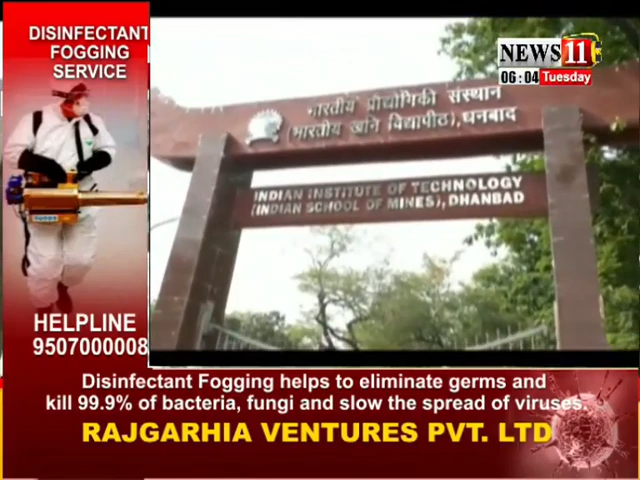 DISINFECTANT
FOGGING
SERVICE
HELPLINE
9507000008
NEWS 11
06:04 Tuesday
भारतीय प्रौद्योगिकी संस्थान
(भारतीय खनि विद्यापीठ), धनबाद
INDIAN INSTITUTE OF TECHNOLOGY
(INDIAN SCHOOL OF MINES), DHANBAD
Disinfectant Fogging helps to eliminate germs and
kill 99.9% of bacteria, fungi and slow the spread of viruses.
RAJGARHIA VENTURES PVT. LTD